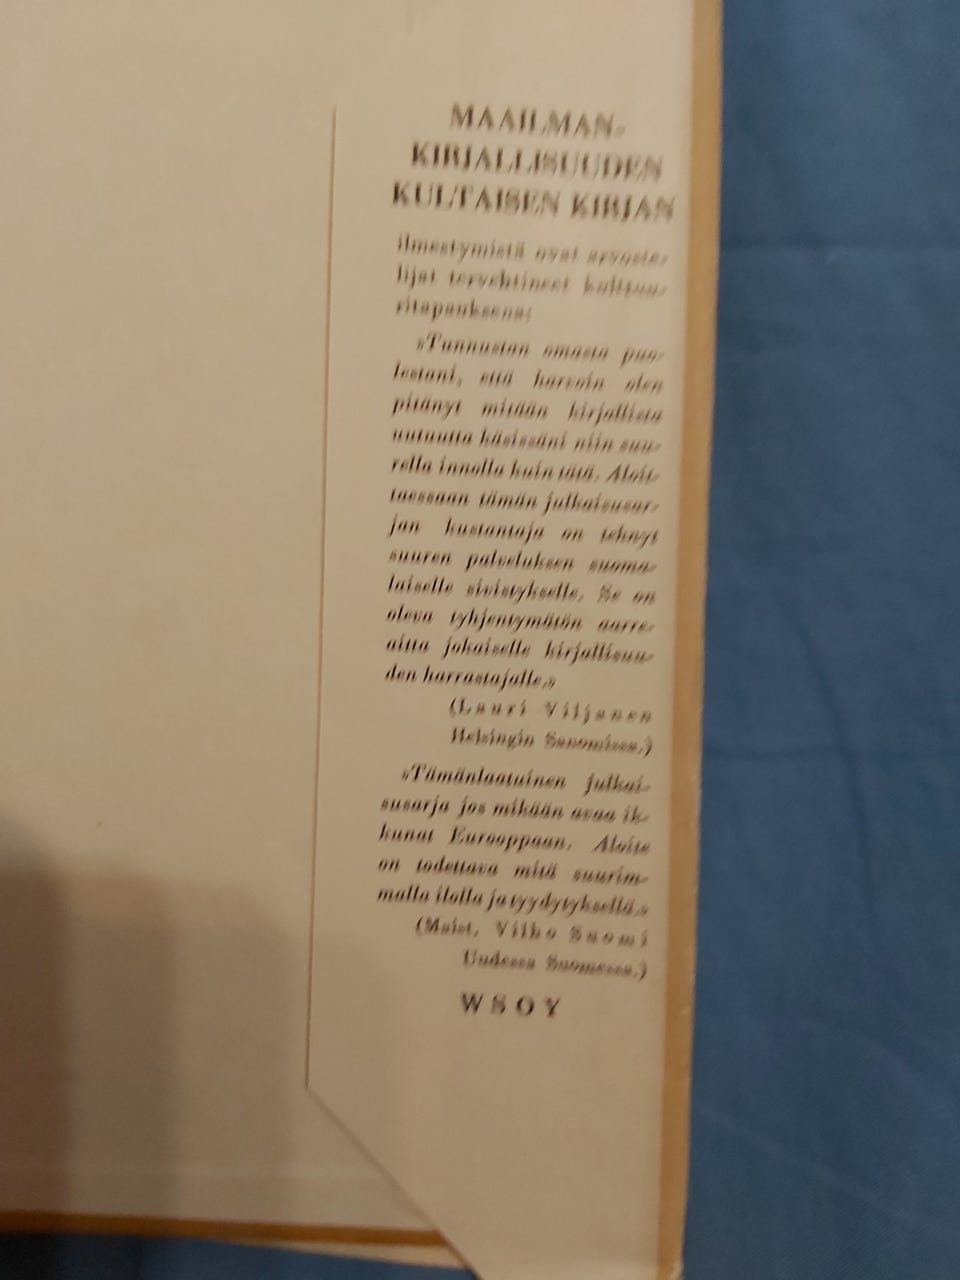 MAAILMAN-
KIRJALLISUUDEN
KULTAISEN KIRJAN
ilmestymistä ovat arvoste-
lijat tervehtineet kulttuu-
ritapauksena:
»Tunnustan omasta puo-
lestani, että harvoin olen
pitänyt mitään kirjallista
uutuutta käsissäni niin suu-
rella innolla kuin tätä. Aloit-
taessaan tämän julkaisusar-
jan kustantaja on tehnyt
suuren palveluksen suoma-
laiselle sivistykselle. Se on
oleva tyhjentymätön aarre-
aitta jokaiselle kirjallisuu-
den harrastajalle.»
(Lauri Viljanen
Helsingin Sanomissa.)
»Tämänlaatuinen julkai-
susarja jos mikään avaa ik-
kunat Eurooppaan. Aloite
on todettava mitä suurim-
malla ilolla ja tyydytyksellä.»
(Maist. Vilho Suomi
Uudessa Suomessa.)
WSOY